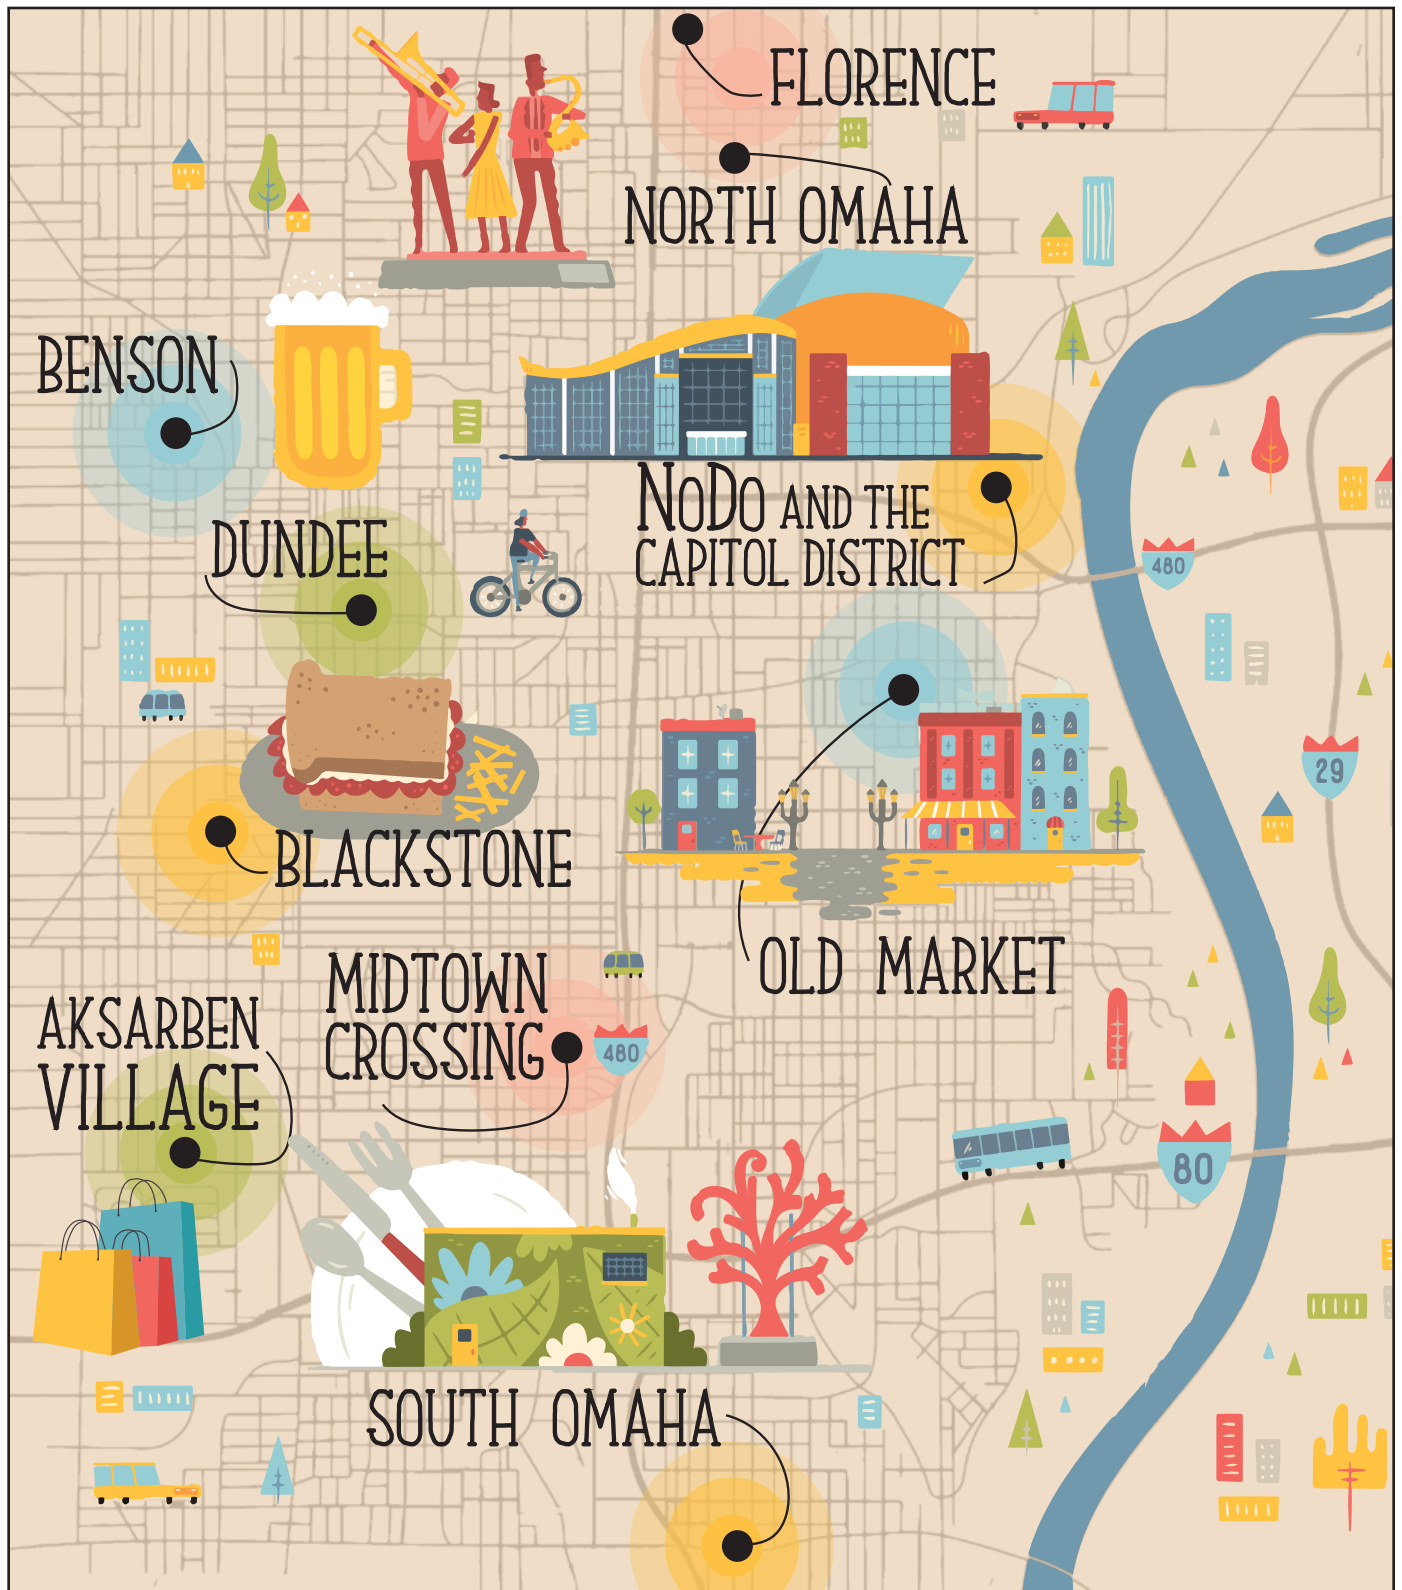 FLORENCE
NORTH OMAHA
BENSON
NoDo AND THE
CAPITOL DISTRICT
DUNDEE
480
29
BLACKSTONE
OLD MARKET
MIDTOWN
CROSSING
480
AKSARBEN
VILLAGE
80
SOUTH OMAHA